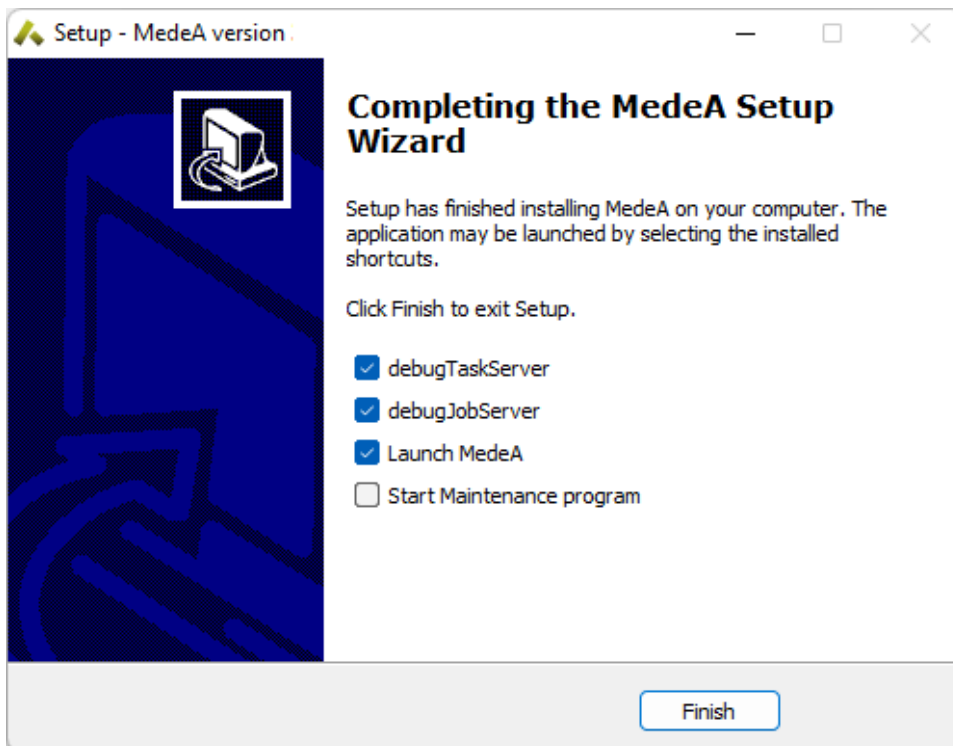 Setup - MedeA version
Completing the MedeA Setup
Wizard
Setup has finished installing MedeA on your computer. The
application may be launched by selecting the installed
shortcuts.
Click Finish to exit Setup.
debugTaskServer
debugJobServer
Launch MedeA
Start Maintenance program
Finish